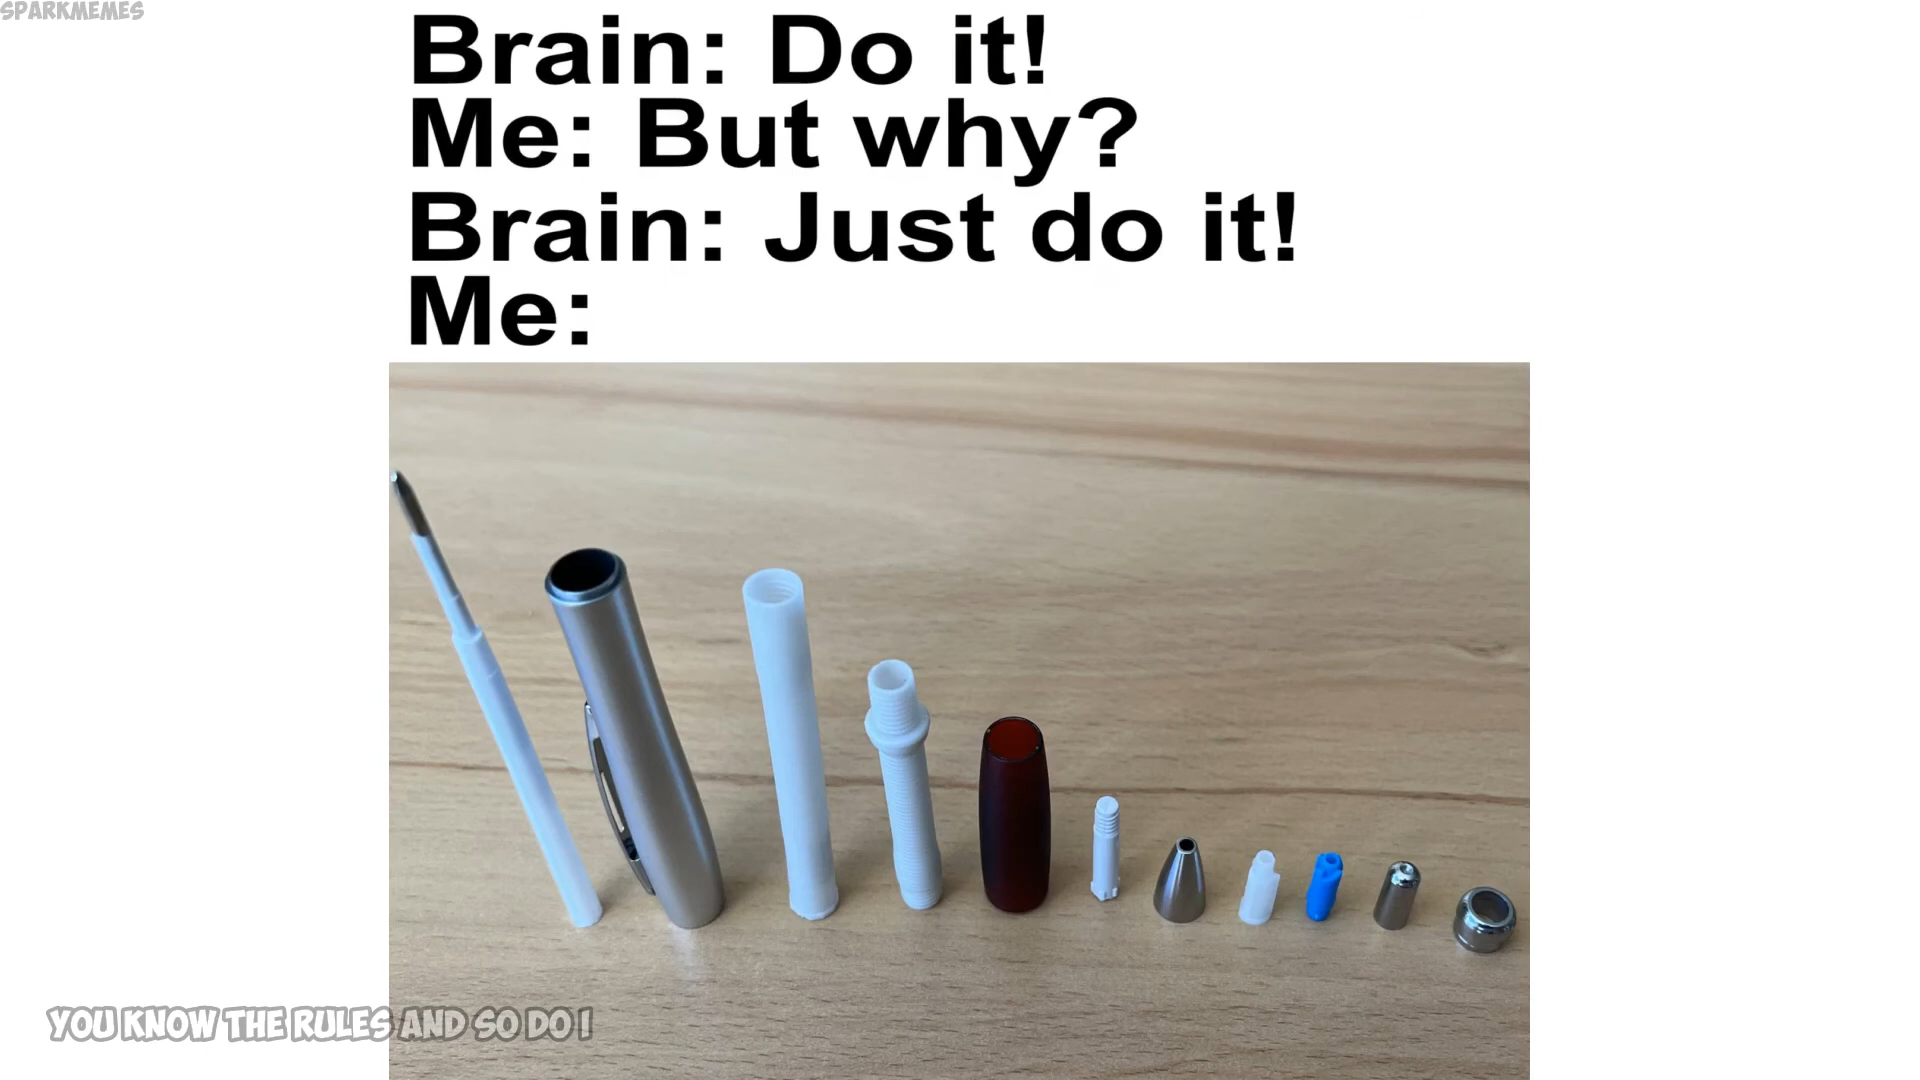 SPARKMEMES
Brain: Do it!
Me: But why?
Brain: Just do it!
Me:
YOU KNOW THE RULES AND SO DO I